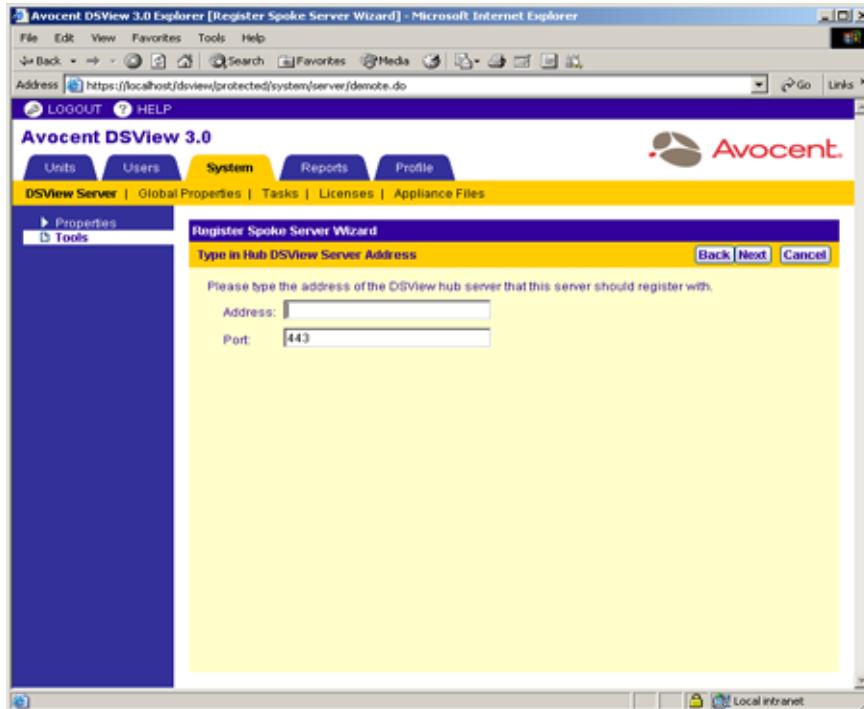 Avocent DSView 3.0 Explorer [Register Spoke Server Wizard] - Microsoft Internet Explorer
File Edit View Favorites Tools Help
Back Search Favorites Media
Address https://localhost/dsview/protected/system/server/demote.do Go Links
LOGOUT ? HELP
Avocent DSView 3.0
Avocent.
Units Users System Reports Profile
DSView Server | Global Properties | Tasks | Licenses | Appliance Files
Properties
Tools
Register Spoke Server Wizard
Type in Hub DSView Server Address Back Next Cancel
Please type the address of the DSView hub server that this server should register with.
Address:
Port: 443
Local intranet